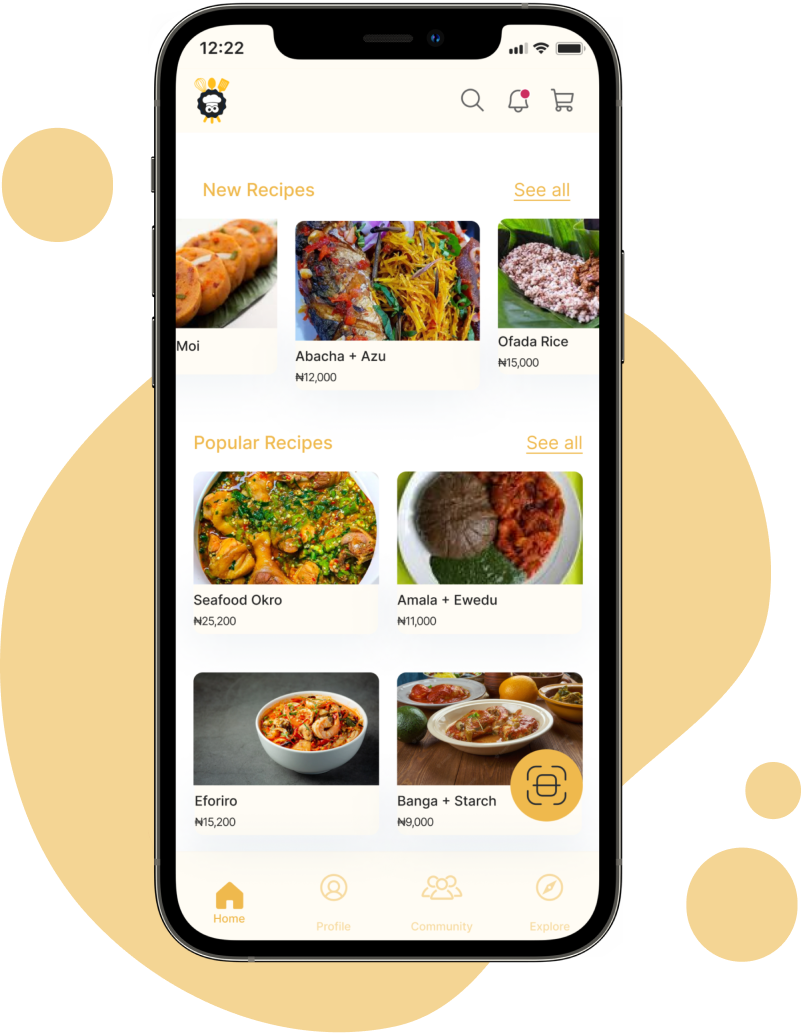 12:22
New Recipes See all
Moi
Abacha + Azu
₦12,000
Ofada Rice
₦15,000
Popular Recipes See all
Seafood Okro
₦25,200
Amala + Ewedu
₦11,000
Eforiro
₦15,200
Banga + Starch
₦9,000
Home Profile Community Explore